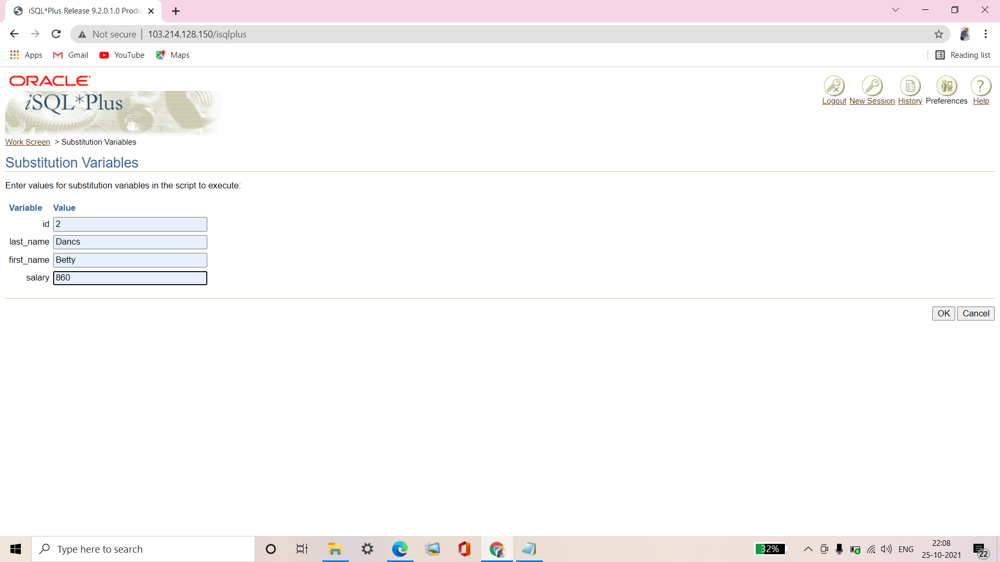 iSQL*Plus Release 9.2.0.1.0 Produ
Not secure | 103.214.128.150/isqlplus
Apps Gmail YouTube Maps Reading list
ORACLE
iSQL*Plus
Logout New Session History Preferences Help
Work Screen > Substitution Variables
Substitution Variables
Enter values for substitution variables in the script to execute:
Variable Value
id 2
last_name Dancs
first_name Betty
salary 860
OK Cancel
Type here to search
32%
ENG
22:08
25-10-2021
22